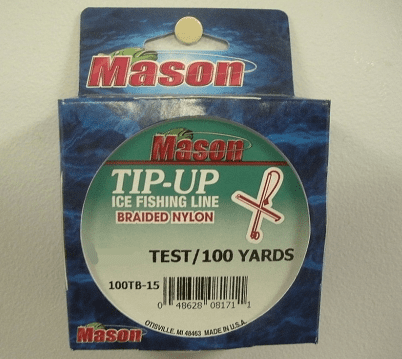 Mason
Mason
TIP-UP
ICE FISHING LINE
BRAIDED NYLON
TEST/100 YARDS
100TB-15
0 48628 08171 1
OTISVILLE, MI 48463 MADE IN U.S.A.
Mason